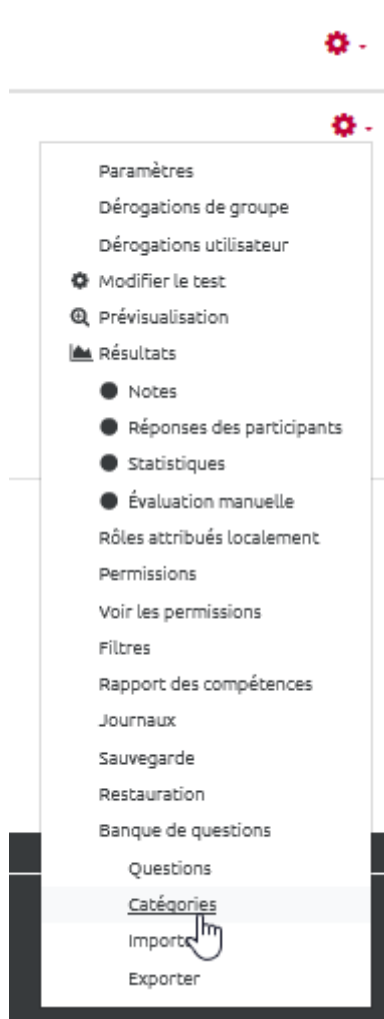 Paramètres
Dérogations de groupe
Dérogations utilisateur
Modifier le test
Prévisualisation
Résultats
Notes
Réponses des participants
Statistiques
Évaluation manuelle
Rôles attribués localement
Permissions
Voir les permissions
Filtres
Rapport des compétences
Journaux
Sauvegarde
Restauration
Banque de questions
Questions
Catégories
Exporter